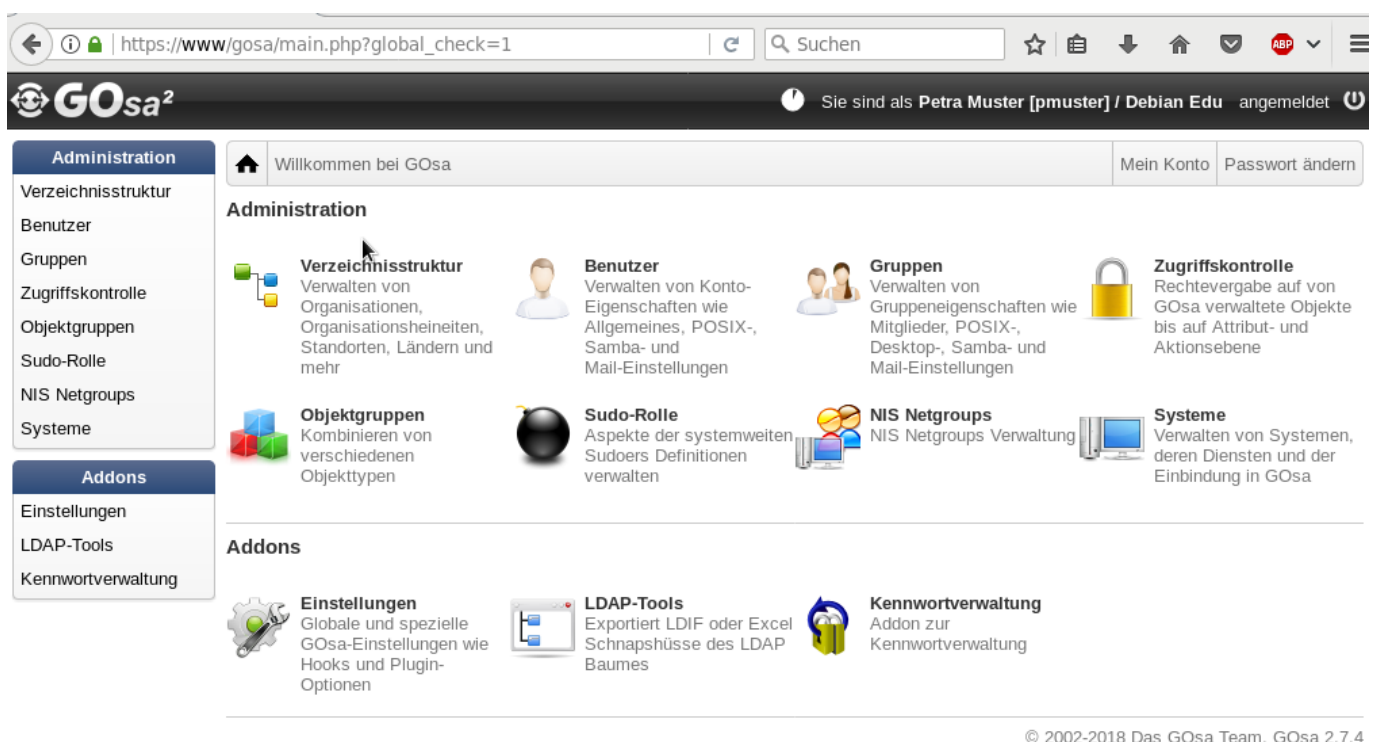 https://www/gosa/main.php?global_check=1
Suchen
ABP
GOsa²
Sie sind als Petra Muster [pmuster] / Debian Edu angemeldet
Administration
Verzeichnisstruktur
Benutzer
Gruppen
Zugriffskontrolle
Objektgruppen
Sudo-Rolle
NIS Netgroups
Systeme
Addons
Einstellungen
LDAP-Tools
Kennwortverwaltung
Willkommen bei GOsa
Mein Konto
Passwort ändern
Administration
Verzeichnisstruktur
Verwalten von
Organisationen,
Organisationsheineiten,
Standorten, Ländern und
mehr
Benutzer
Verwalten von Konto-
Eigenschaften wie
Allgemeines, POSIX-,
Samba- und
Mail-Einstellungen
Gruppen
Verwalten von
Gruppeneigenschaften wie
Mitglieder, POSIX-,
Desktop-, Samba- und
Mail-Einstellungen
Zugriffskontrolle
Rechtevergabe auf von
GOsa verwaltete Objekte
bis auf Attribut- und
Aktionsebene
Objektgruppen
Kombinieren von
verschiedenen
Objekttypen
Sudo-Rolle
Aspekte der systemweiten
Sudoers Definitionen
verwalten
NIS Netgroups
NIS Netgroups Verwaltung
Systeme
Verwalten von Systemen,
deren Diensten und der
Einbindung in GOsa
Addons
Einstellungen
Globale und spezielle
GOsa-Einstellungen wie
Hooks und Plugin-
Optionen
LDAP-Tools
Exportiert LDIF oder Excel
Schnapshüsse des LDAP
Baumes
Kennwortverwaltung
Addon zur
Kennwortverwaltung
© 2002-2018 Das GOsa Team, GOsa 2.7.4